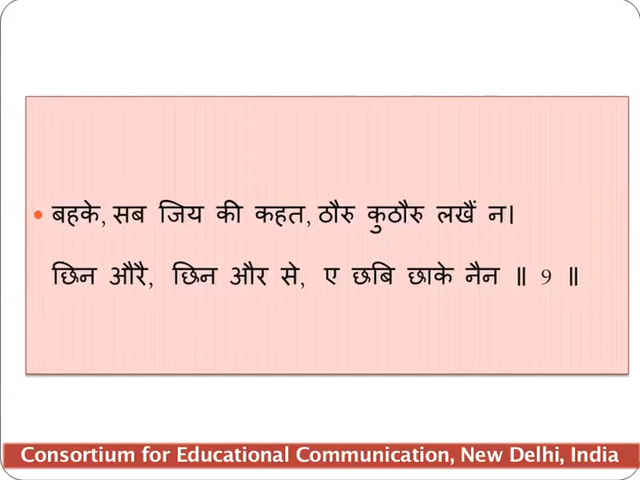 बहके, सब जिय की कहत, ठौरु कुठौरु लखैं न।
छिन औरै, छिन और से, ए छबि छाके नैन ॥ 9 ॥
Consortium for Educational Communication, New Delhi, India